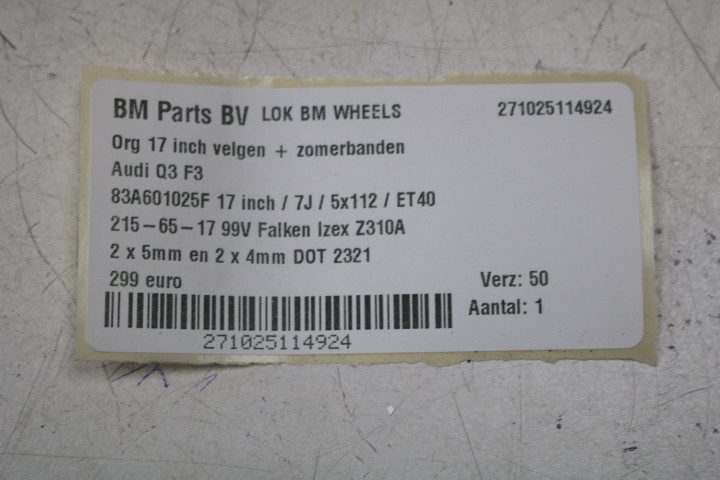 BM Parts BV LOK BM WHEELS 271025114924
Org 17 inch velgen + zomerbanden
Audi Q3 F3
83A601025F 17 inch / 7J / 5x112 / ET40
215-65-17 99V Falken Izex Z310A
2 x 5mm en 2 x 4mm DOT 2321
299 euro Verz: 50
Aantal: 1
271025114924